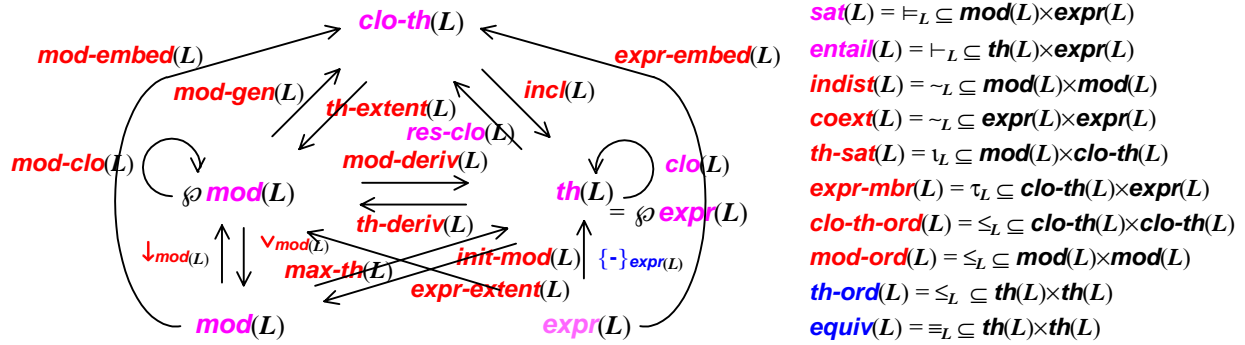 clo-th(L)
mod-embed(L)
expr-embed(L)
mod-gen(L)
th-extent(L)
incl(L)
res-clo(L)
mod-clo(L)
mod-deriv(L)
clo(L)
℘ mod(L)
th(L)
= ℘ expr(L)
th-deriv(L)
↓mod(L)
∨mod(L)
max-th(L)
init-mod(L)
{-}expr(L)
expr-extent(L)
mod(L)
expr(L)
sat(L) = ⊨L ⊆ mod(L)×expr(L)
entail(L) = ⊢L ⊆ th(L)×expr(L)
indist(L) = ~L ⊆ mod(L)×mod(L)
coext(L) = ~L ⊆ expr(L)×expr(L)
th-sat(L) = ιL ⊆ mod(L)×clo-th(L)
expr-mbr(L) = τL ⊆ clo-th(L)×expr(L)
clo-th-ord(L) = ≤L ⊆ clo-th(L)×clo-th(L)
mod-ord(L) = ≤L ⊆ mod(L)×mod(L)
th-ord(L) = ≤L ⊆ th(L)×th(L)
equiv(L) = ≡L ⊆ th(L)×th(L)